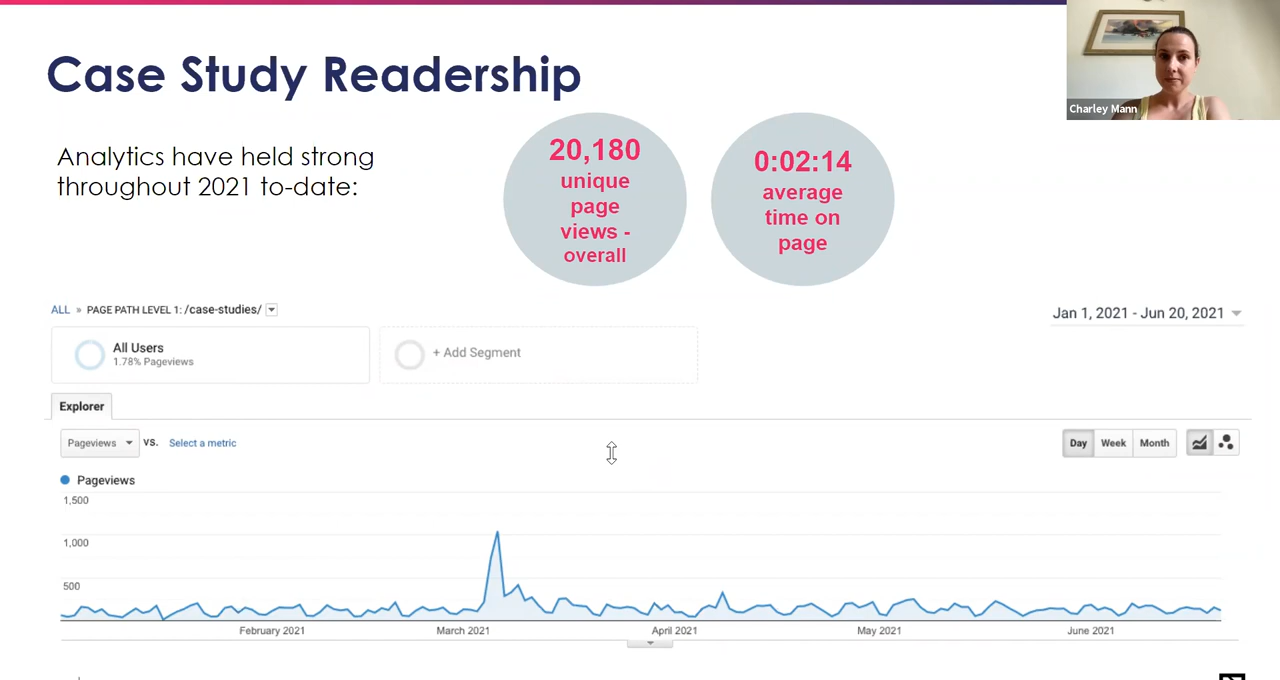 Case Study Readership
Charley Mann
Analytics have held strong
throughout 2021 to-date:
20,180
unique
page
views -
overall
0:02:14
average
time on
page
ALL » PAGE PATH LEVEL 1: /case-studies/
Jan 1, 2021 - Jun 20, 2021
All Users
1.78% Pageviews
+ Add Segment
Explorer
Pageviews VS. Select a metric
Day Week Month
Pageviews
1,500
1,000
500
February 2021 March 2021 April 2021 May 2021 June 2021